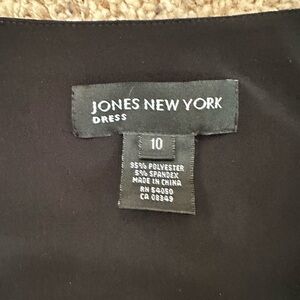 JONES NEW YORK
DRESS
10
95% POLYESTER
5% SPANDEX
MADE IN CHINA
RN 54050
CA 08349